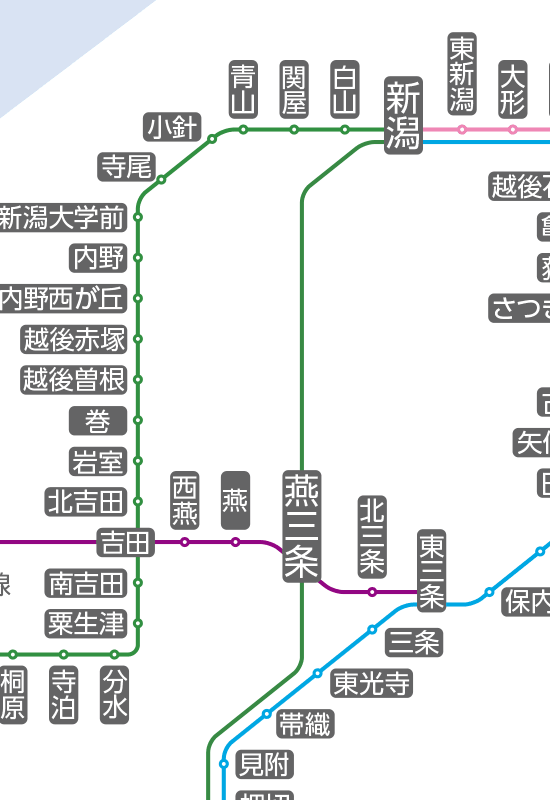 東新潟
青山
関屋
白山
大形
新潟
小針
寺尾
越後石
新潟大学前
内野
内野西が丘
さつき
越後赤塚
越後曽根
巻
矢代
岩室
北吉田
西燕
燕
燕三条
北三条
東三条
吉田
線
南吉田
保内
粟生津
三条
桐原
寺泊
分水
東光寺
帯織
見附